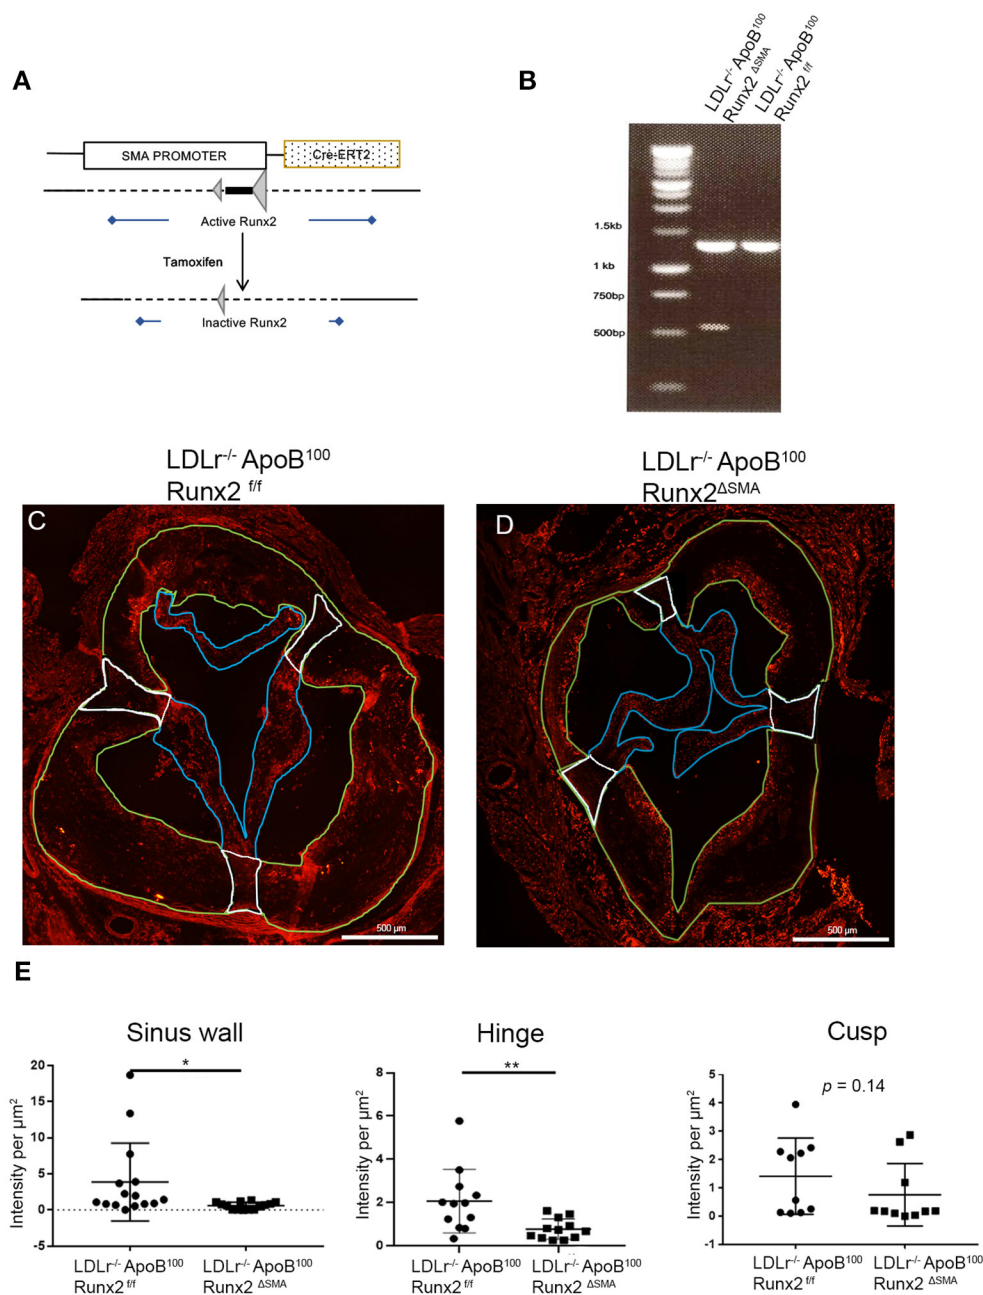 A
SMA PROMOTER
Cre-ERT2
Active Runx2
Tamoxifen
Inactive Runx2
B
LDLr⁻/⁻ ApoB¹⁰⁰
Runx2 ᐞSMA
LDLr⁻/⁻ ApoB¹⁰⁰
Runx2 f/f
1.5kb
1 kb
750bp
500bp
LDLr⁻/⁻ ApoB¹⁰⁰
Runx2 f/f
LDLr⁻/⁻ ApoB¹⁰⁰
Runx2ΔSMA
C
500 µm
D
500 µm
E
Sinus wall
*
Intensity per µm²
20
15
10
5
0
-5
LDLr⁻/⁻ ApoB¹⁰⁰
Runx2 f/f
LDLr⁻/⁻ ApoB¹⁰⁰
Runx2 ΔSMA
Hinge
**
Intensity per µm²
8
6
4
2
0
LDLr⁻/⁻ ApoB¹⁰⁰
Runx2 f/f
LDLr⁻/⁻ ApoB¹⁰⁰
Runx2 ΔSMA
Cusp
p = 0.14
Intensity per µm²
5
4
3
2
1
0
-1
LDLr⁻/⁻ ApoB¹⁰⁰
Runx2 f/f
LDLr⁻/⁻ ApoB¹⁰⁰
Runx2 ΔSMA